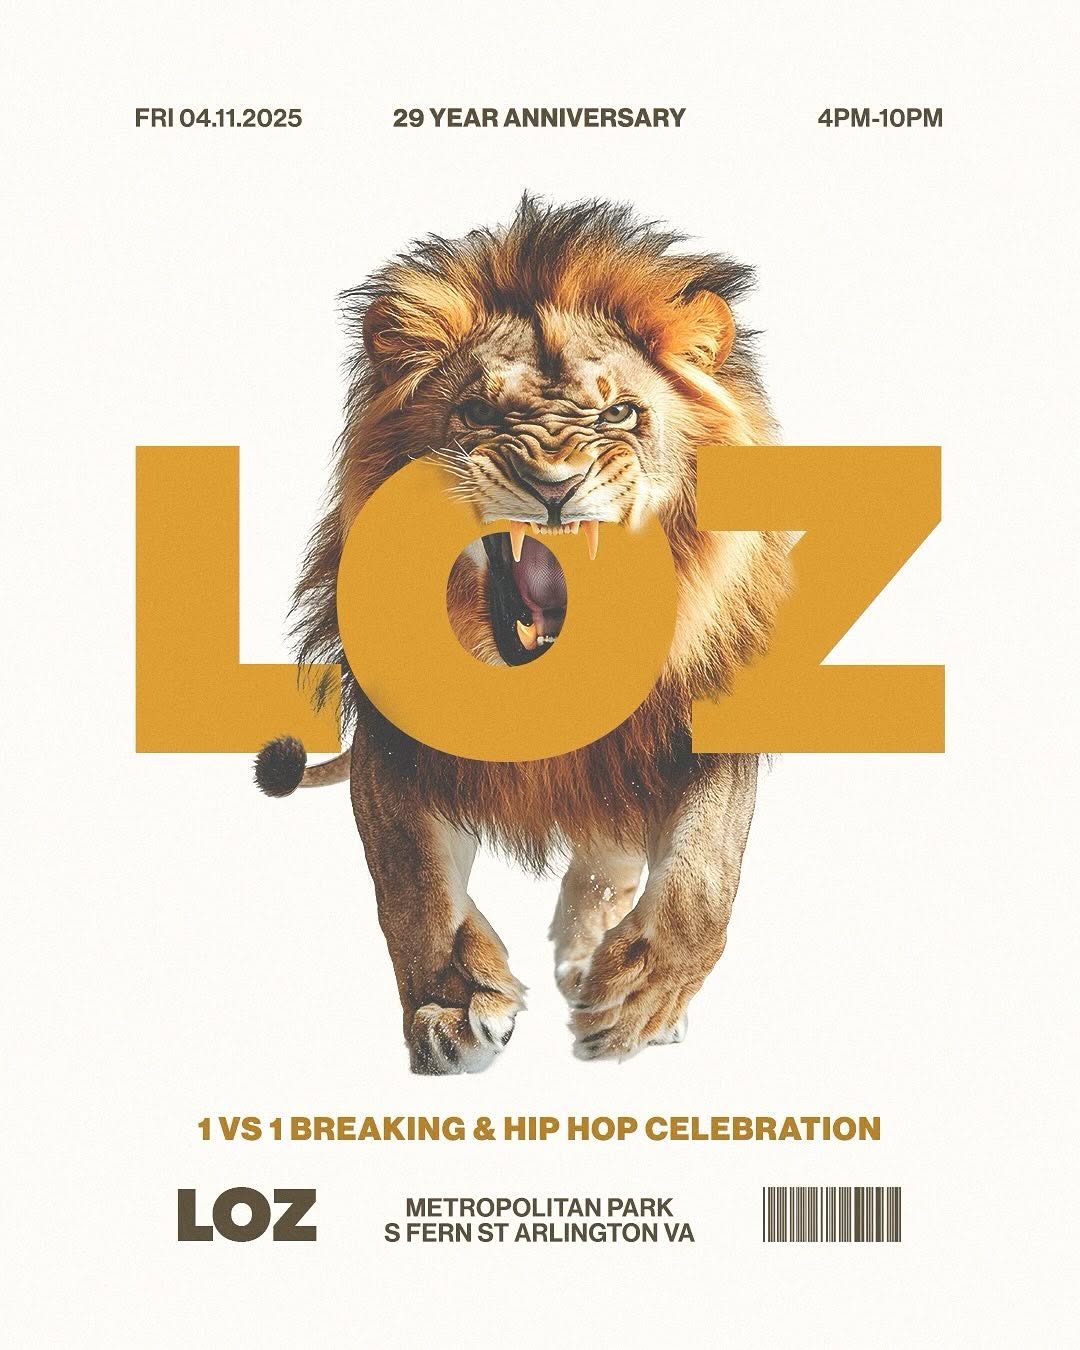 FRI 04.11.2025
29 YEAR ANNIVERSARY
4PM-10PM
LOZ
1 VS 1 BREAKING & HIP HOP CELEBRATION
LOZ
METROPOLITAN PARK
S FERN ST ARLINGTON VA